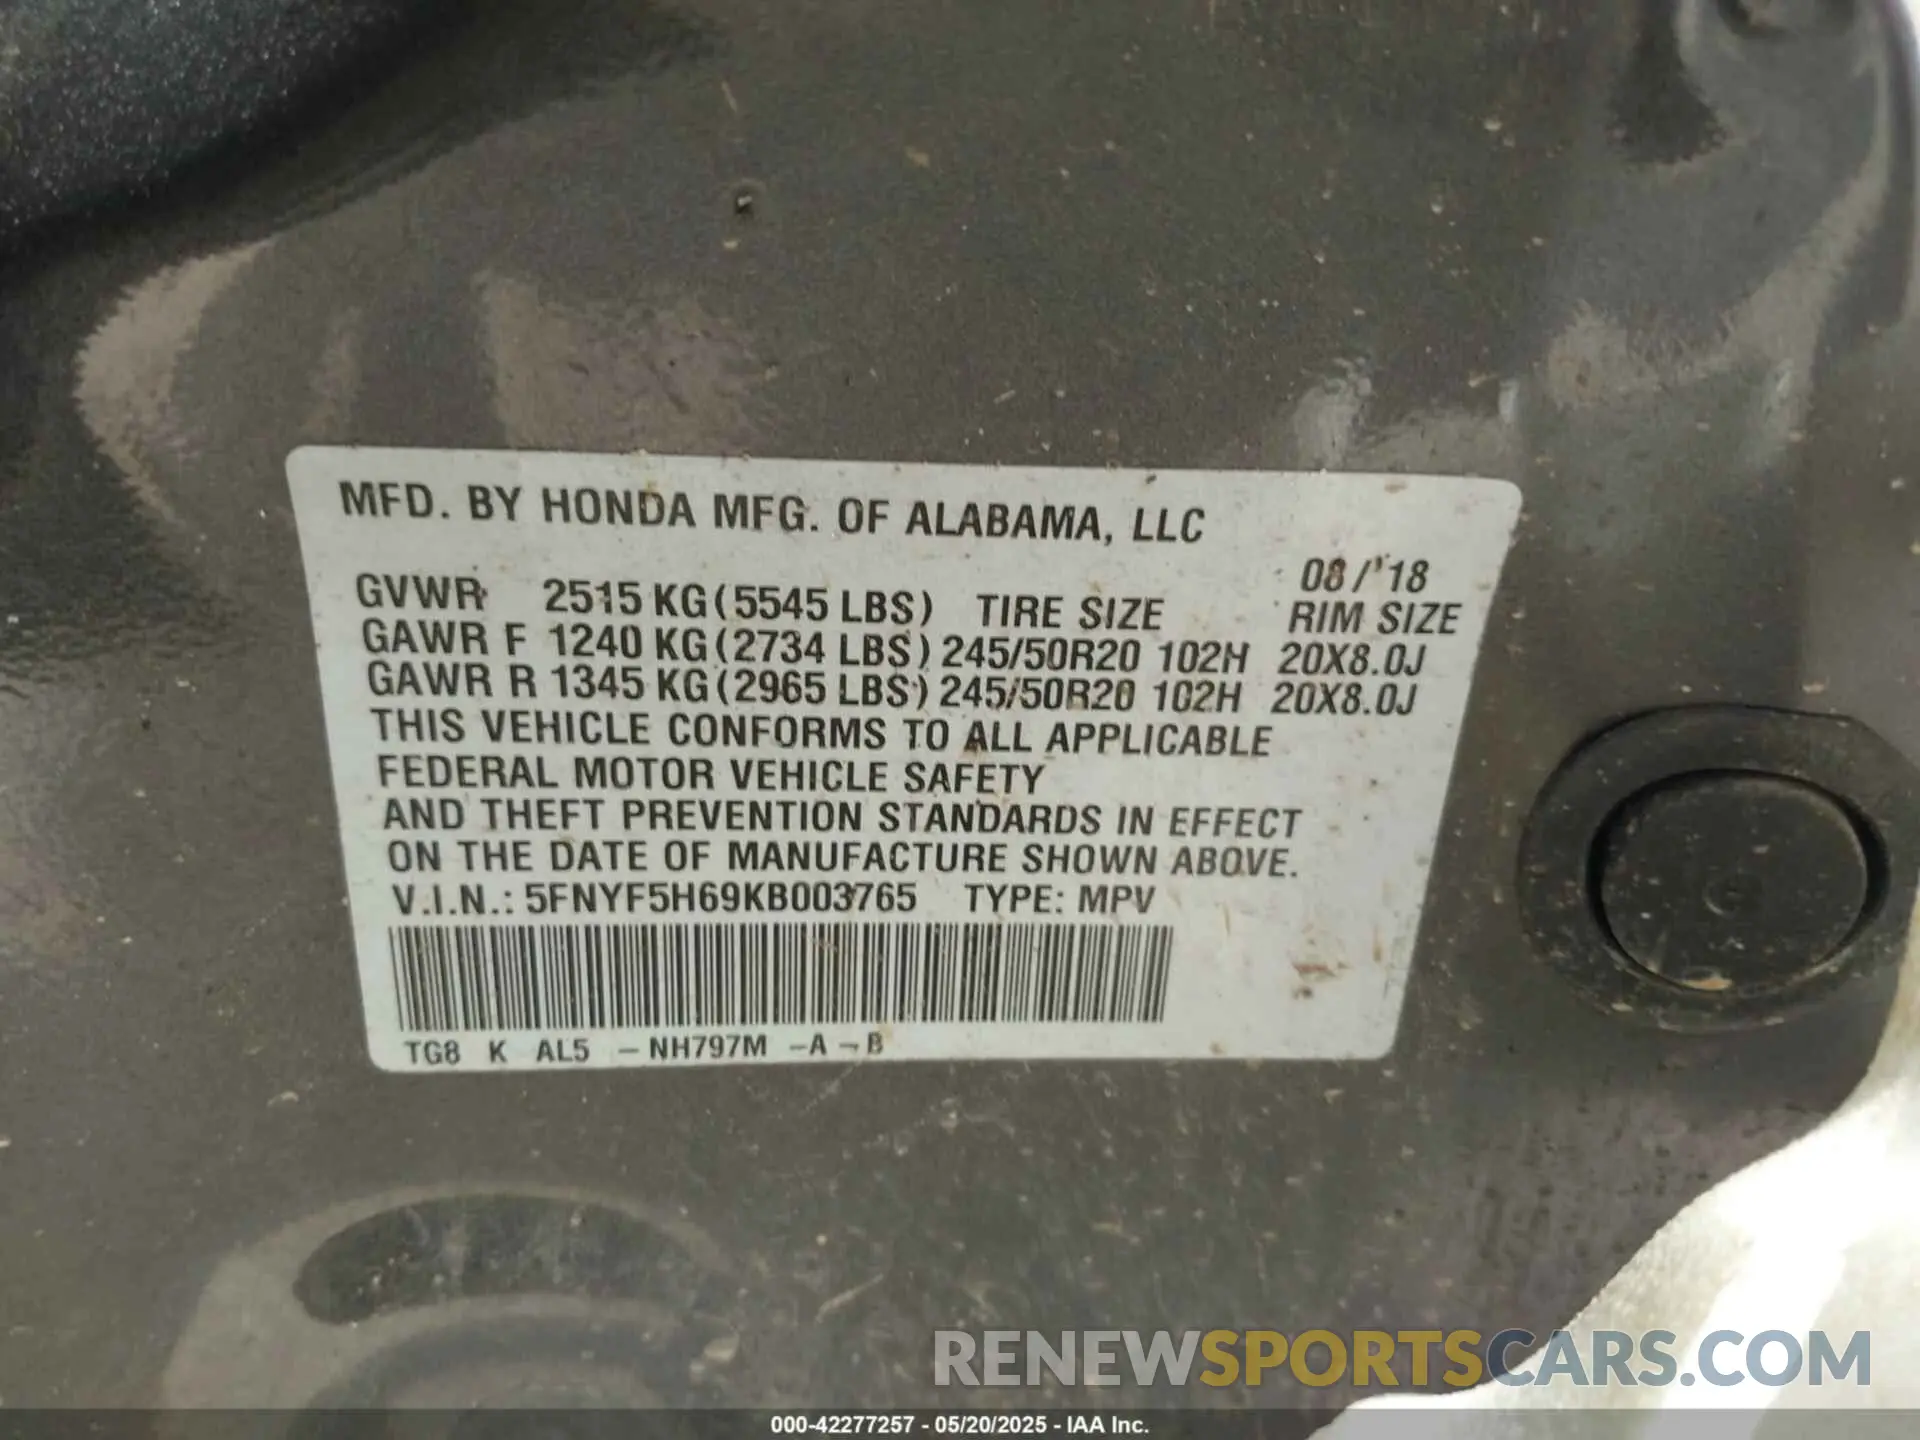 MFD. BY HONDA MFG. OF ALABAMA, LLC
08/'18
GVWR 2515 KG (5545 LBS) TIRE SIZE RIM SIZE
GAWR F 1240 KG (2734 LBS) 245/50R20 102H 20X8.0J
GAWR R 1345 KG (2965 LBS) 245/50R20 102H 20X8.0J
THIS VEHICLE CONFORMS TO ALL APPLICABLE
FEDERAL MOTOR VEHICLE SAFETY
AND THEFT PREVENTION STANDARDS IN EFFECT
ON THE DATE OF MANUFACTURE SHOWN ABOVE.
V.I.N.: 5FNYF5H69KB003765 TYPE: MPV
TG8 K AL5 – NH797M – A – B
RENEWSPORTSCARS.COM
000-42277257 - 05/20/2025 - IAA Inc.